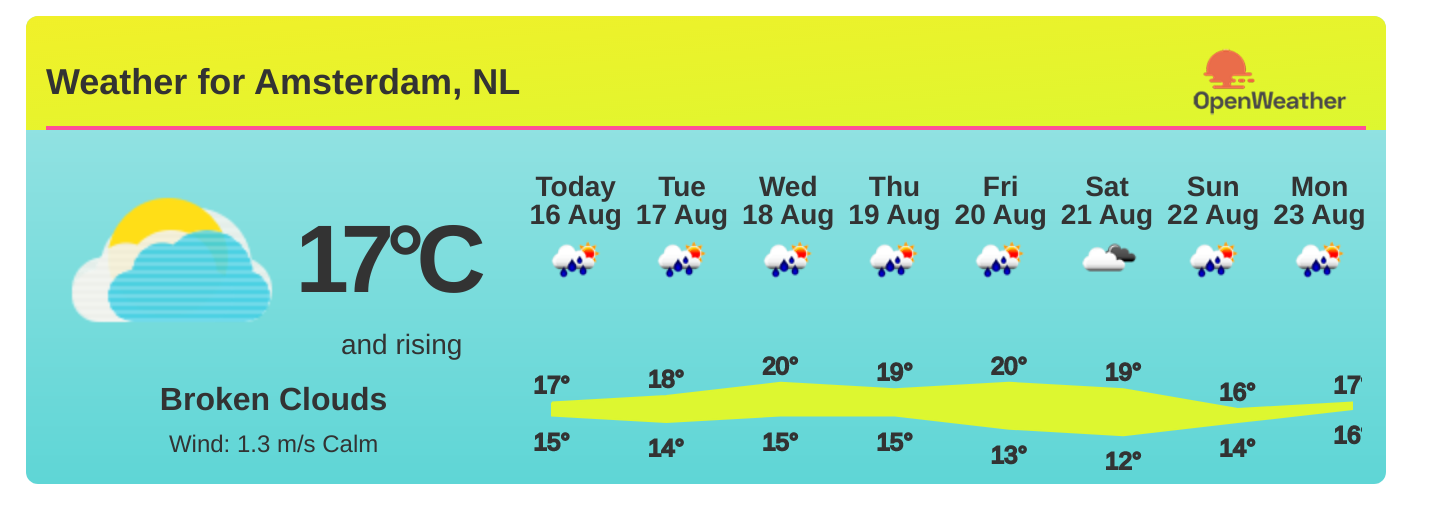 Weather for Amsterdam, NL
OpenWeather
Today Tue Wed Thu Fri Sat Sun Mon
16 Aug 17 Aug 18 Aug 19 Aug 20 Aug 21 Aug 22 Aug 23 Aug
17°C
and rising
Broken Clouds
Wind: 1.3 m/s Calm
17° 18° 20° 19° 20° 19° 16° 17°
15° 14° 15° 15° 13° 12° 14° 16°